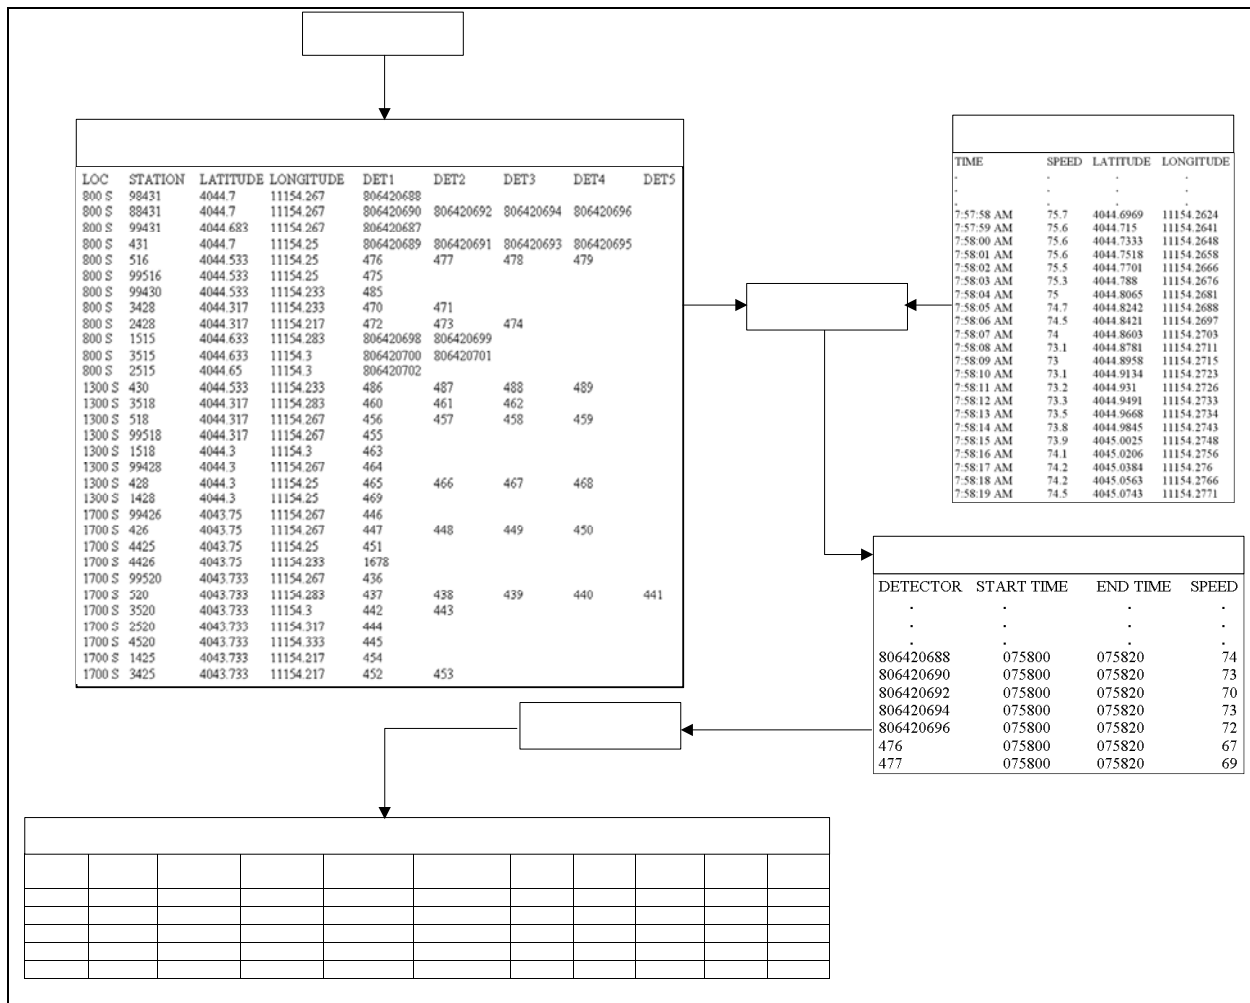 LOC STATION LATITUDE LONGITUDE DET1 DET2 DET3 DET4 DET5
800 S 98431 4044.7 11154.267 806420688
800 S 88431 4044.7 11154.267 806420690 806420692 806420694 806420696
800 S 99431 4044.683 11154.267 806420687
800 S 431 4044.7 11154.25 806420689 806420691 806420693 806420695
800 S 516 4044.533 11154.25 476 477 478 479
800 S 99516 4044.533 11154.25 475
800 S 99430 4044.533 11154.233 485
800 S 3428 4044.317 11154.233 470 471
800 S 2428 4044.317 11154.217 472 473 474
800 S 1515 4044.633 11154.283 806420698 806420699
800 S 3515 4044.633 11154.3 806420700 806420701
800 S 2515 4044.65 11154.3 806420702
1300 S 430 4044.533 11154.233 486 487 488 489
1300 S 3518 4044.317 11154.283 460 461 462
1300 S 518 4044.317 11154.267 456 457 458 459
1300 S 99518 4044.317 11154.267 455
1300 S 1518 4044.3 11154.3 463
1300 S 99428 4044.3 11154.267 464
1300 S 428 4044.3 11154.25 465 466 467 468
1300 S 1428 4044.3 11154.25 469
1700 S 99426 4043.75 11154.267 446
1700 S 426 4043.75 11154.267 447 448 449 450
1700 S 4425 4043.75 11154.25 451
1700 S 4426 4043.75 11154.233 1678
1700 S 99520 4043.733 11154.267 436
1700 S 520 4043.733 11154.283 437 438 439 440 441
1700 S 3520 4043.733 11154.3 442 443
1700 S 2520 4043.733 11154.317 444
1700 S 4520 4043.733 11154.333 445
1700 S 1425 4043.733 11154.217 454
1700 S 3425 4043.733 11154.217 452 453
TIME SPEED LATITUDE LONGITUDE
. . . .
. . . .
. . . .
7:57:58 AM 75.7 4044.6969 11154.2624
7:57:59 AM 75.6 4044.715 11154.2641
7:58:00 AM 75.6 4044.7333 11154.2648
7:58:01 AM 75.6 4044.7518 11154.2658
7:58:02 AM 75.5 4044.7701 11154.2666
7:58:03 AM 75.3 4044.788 11154.2676
7:58:04 AM 75 4044.8065 11154.2681
7:58:05 AM 74.7 4044.8242 11154.2688
7:58:06 AM 74.5 4044.8421 11154.2697
7:58:07 AM 74 4044.8603 11154.2703
7:58:08 AM 73.1 4044.8781 11154.2711
7:58:09 AM 73 4044.8958 11154.2715
7:58:10 AM 73.1 4044.9134 11154.2723
7:58:11 AM 73.2 4044.931 11154.2726
7:58:12 AM 73.3 4044.9491 11154.2733
7:58:13 AM 73.5 4044.9668 11154.2734
7:58:14 AM 73.8 4044.9845 11154.2743
7:58:15 AM 73.9 4045.0025 11154.2748
7:58:16 AM 74.1 4045.0206 11154.2756
7:58:17 AM 74.2 4045.0384 11154.276
7:58:18 AM 74.2 4045.0563 11154.2766
7:58:19 AM 74.5 4045.0743 11154.2771
DETECTOR START TIME END TIME SPEED
. . . .
. . . .
. . . .
806420688 075800 075820 74
806420690 075800 075820 73
806420692 075800 075820 70
806420694 075800 075820 73
806420696 075800 075820 72
476 075800 075820 67
477 075800 075820 69